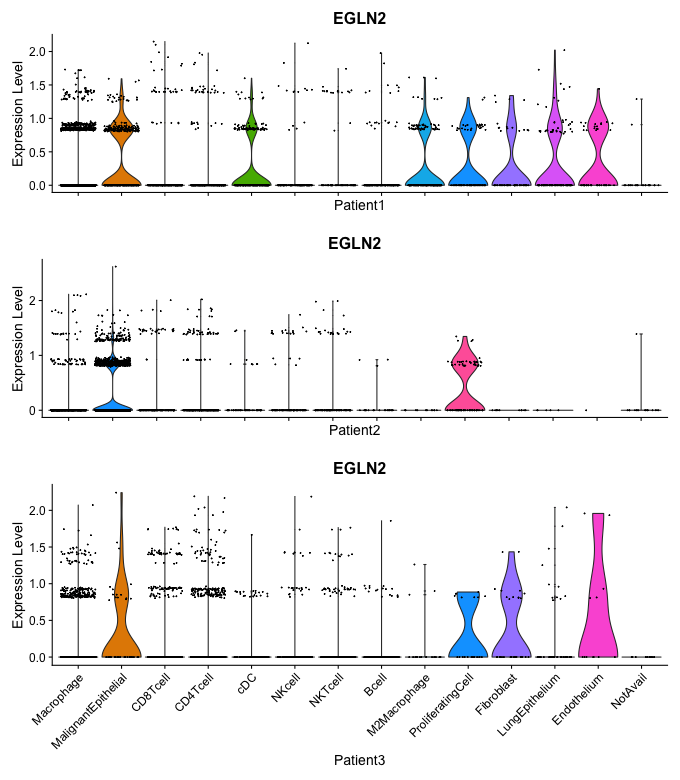 EGLN2
Expression Level
2.0
1.5
1.0
0.5
0.0
Patient1
EGLN2
Expression Level
2
1
0
Patient2
EGLN2
Expression Level
2.0
1.5
1.0
0.5
0.0
Macrophage
MalignantEpithelial
CD8Tcell
CD4Tcell
cDC
NKcell
NKTcell
Bcell
M2Macrophage
ProliferatingCell
Fibroblast
LungEpithelium
Endothelium
NotAvail
Patient3